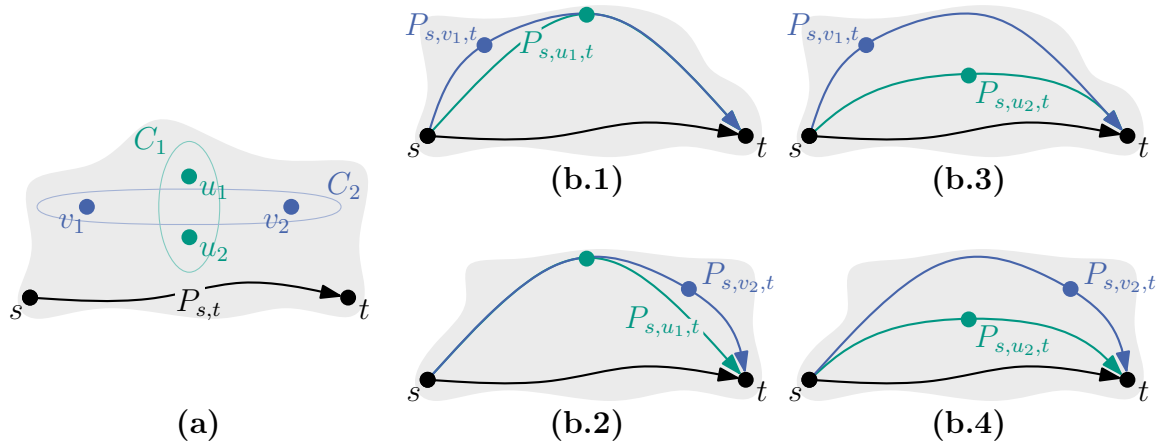 C_1
u_1
C_2
v_1
v_2
u_2
s
P_{s,t}
t
(a)
P_{s,v_1,t}
P_{s,u_1,t}
s
t
(b.1)
P_{s,v_1,t}
P_{s,u_2,t}
s
t
(b.3)
P_{s,v_2,t}
P_{s,u_1,t}
s
t
(b.2)
P_{s,v_2,t}
P_{s,u_2,t}
s
t
(b.4)